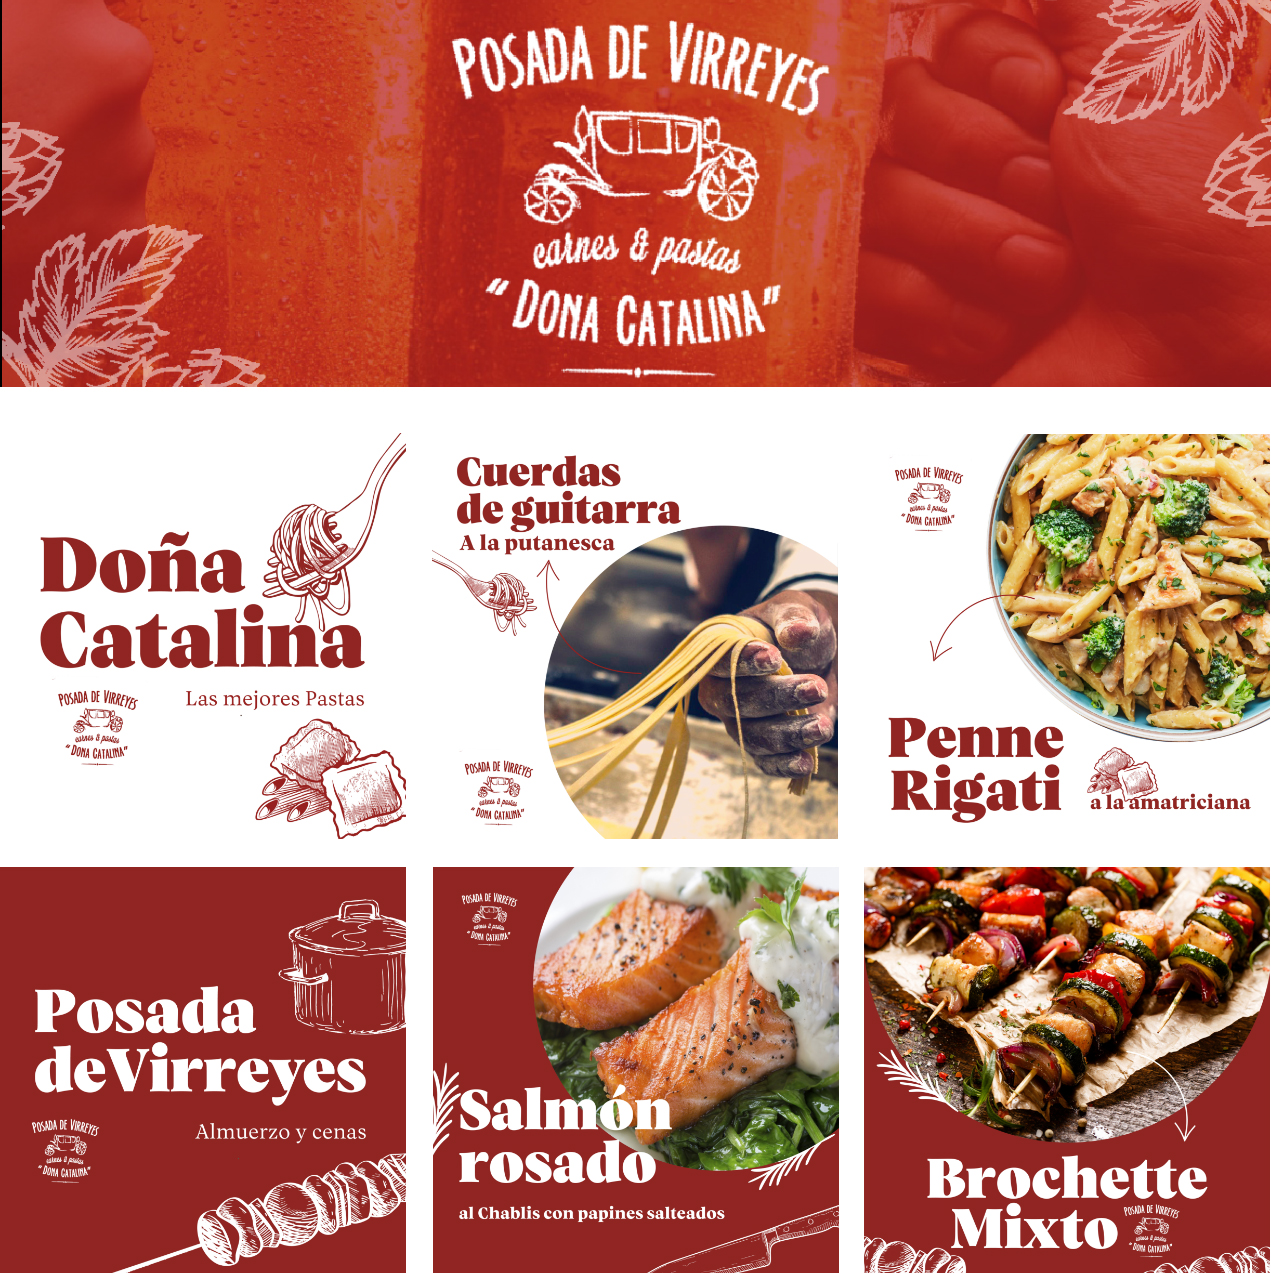 POSADA DE VIRREYES
carnes & pastas
"DONA CATALINA"
Doña
Catalina
Las mejores Pastas
POSADA DE VIRREYES
carnes & pastas
"DONA CATALINA"
Cuerdas
de guitarra
A la putanesca
POSADA DE VIRREYES
carnes & pastas
"DONA CATALINA"
POSADA DE VIRREYES
carnes & pastas
"DONA CATALINA"
Penne
Rigati
a la amatriciana
Posada
deVirreyes
Almuerzo y cenas
POSADA DE VIRREYES
carnes & pastas
"DONA CATALINA"
POSADA DE VIRREYES
carnes & pastas
"DONA CATALINA"
Salmón
rosado
al Chablis con papines salteados
Brochette
Mixto
POSADA DE VIRREYES
carnes & pastas
"DONA CATALINA"